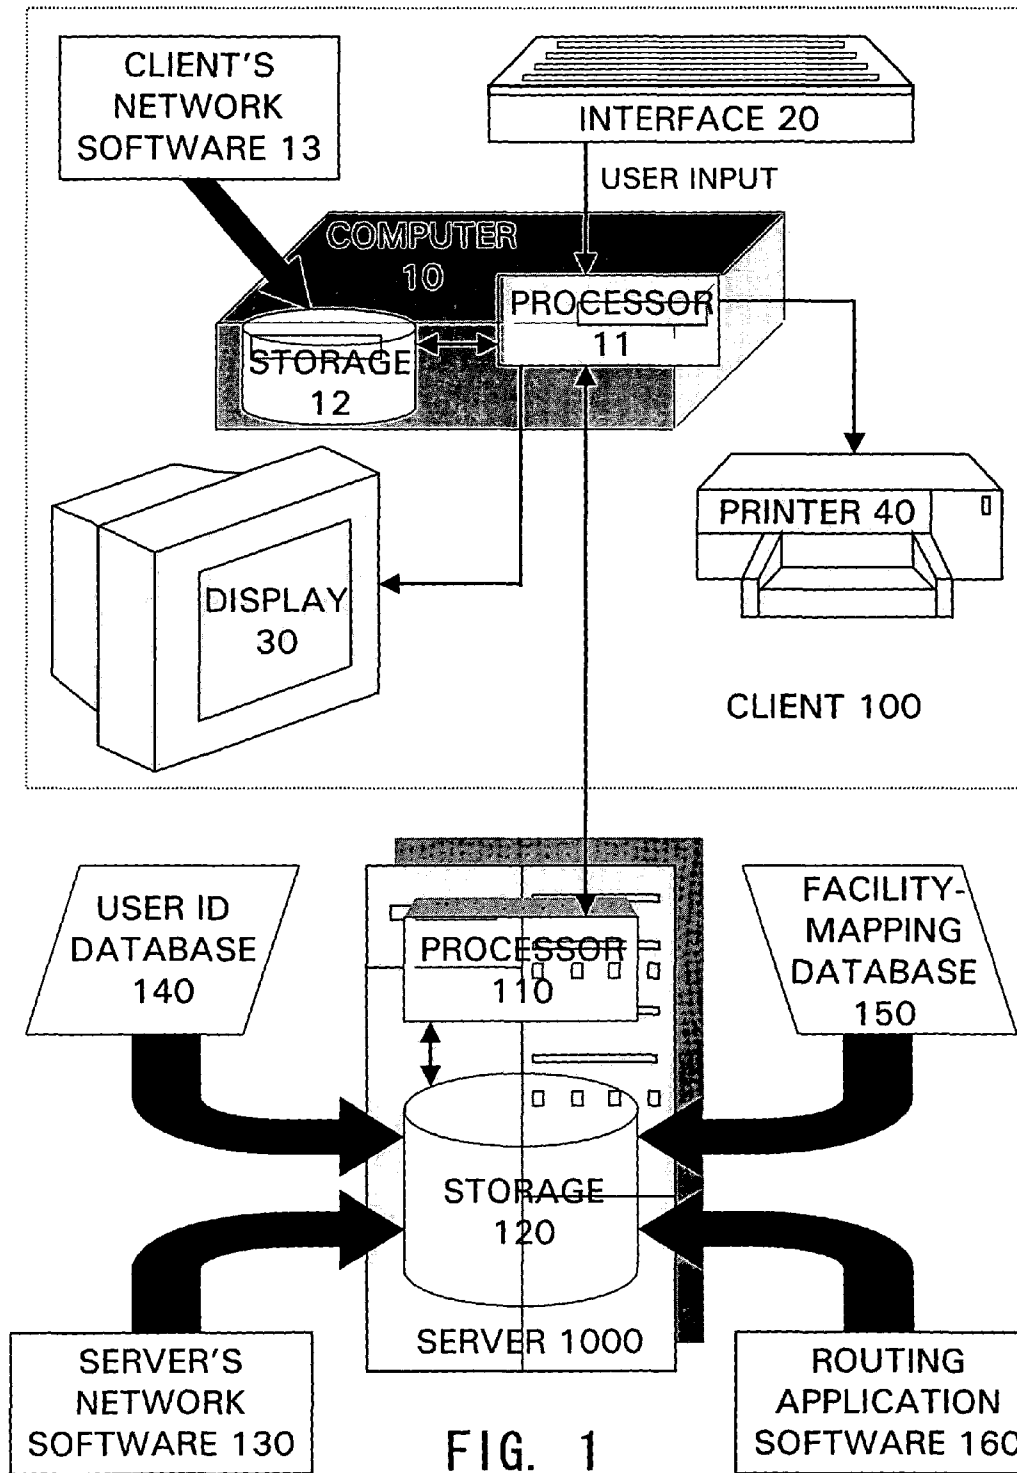 CLIENT'S
NETWORK
SOFTWARE 13
INTERFACE 20
USER INPUT
COMPUTER
10
PROCESSOR
11
STORAGE
12
PRINTER 40
DISPLAY
30
CLIENT 100
USER ID
DATABASE
140
FACILITY-
MAPPING
DATABASE
150
PROCESSOR
110
STORAGE
120
SERVER 1000
SERVER'S
NETWORK
SOFTWARE 130
ROUTING
APPLICATION
SOFTWARE 160
FIG. 1